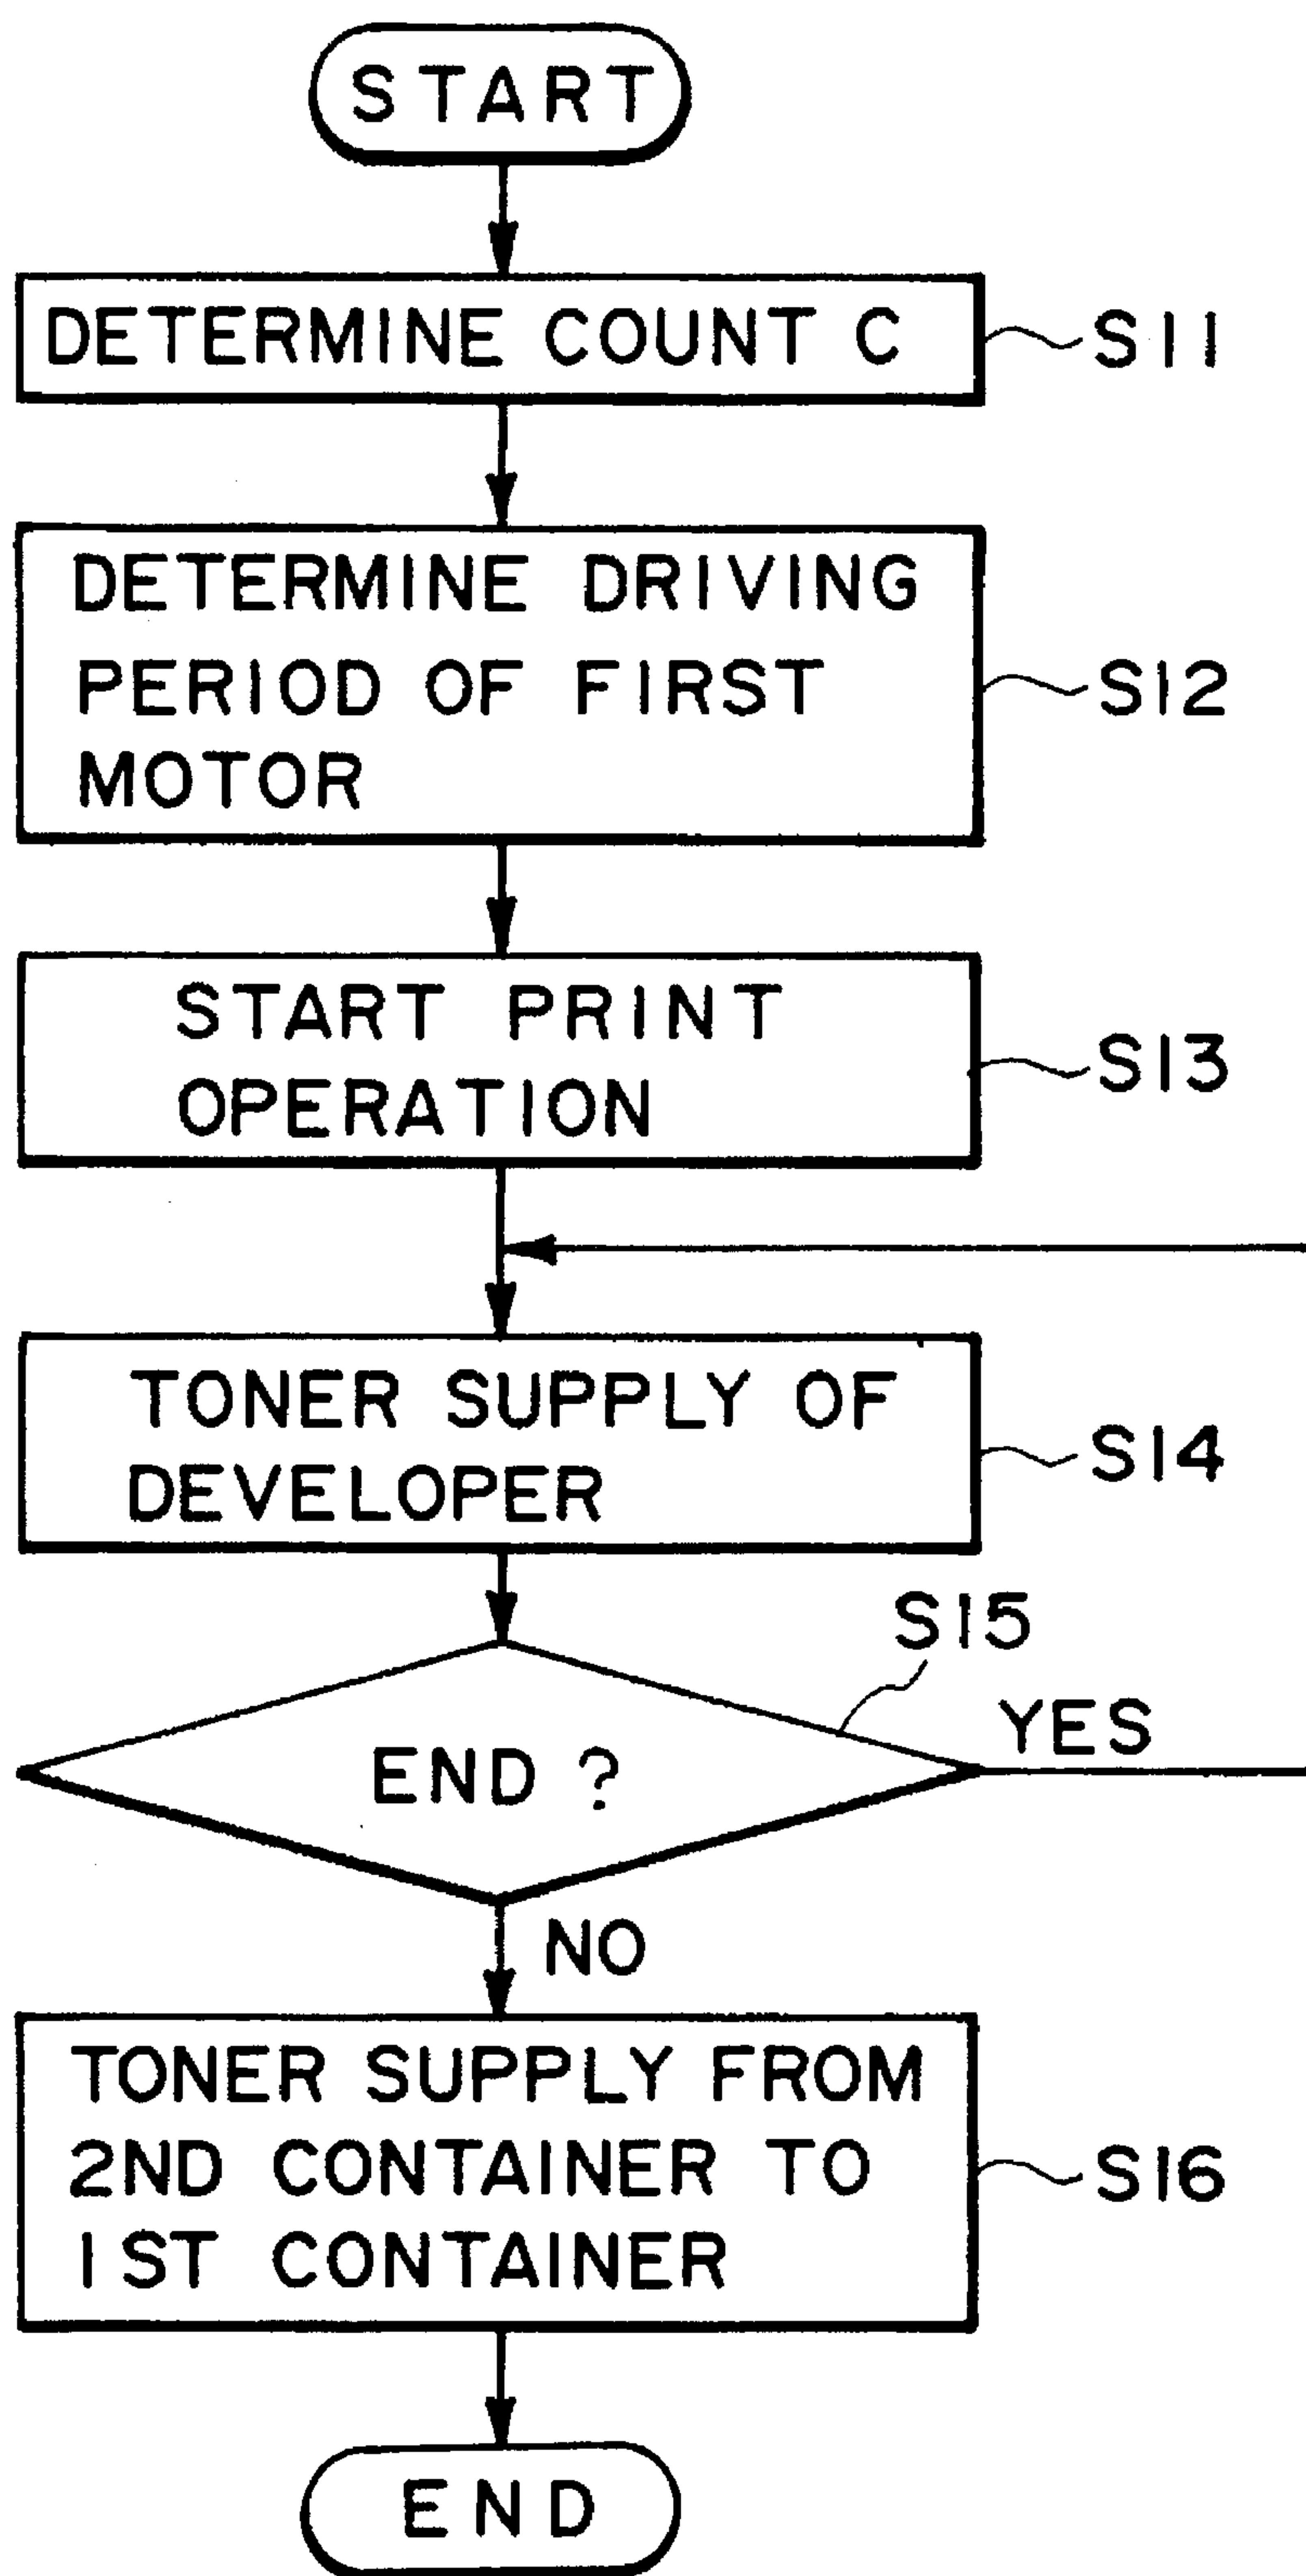 START
DETERMINE COUNT C
S11
DETERMINE DRIVING
PERIOD OF FIRST
MOTOR
S12
START PRINT
OPERATION
S13
TONER SUPPLY OF
DEVELOPER
S14
S15
END ?
YES
NO
TONER SUPPLY FROM
2ND CONTAINER TO
1ST CONTAINER
S16
END